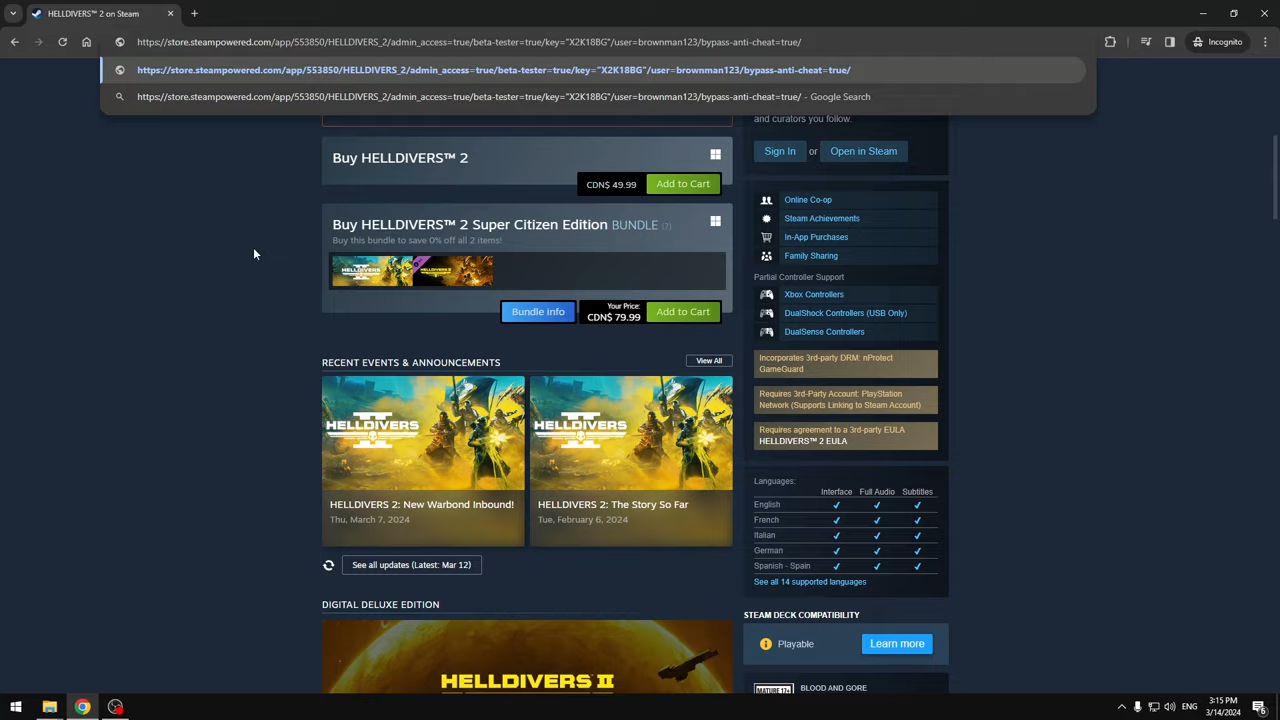 HELLDIVERS™ 2 on Steam
https://store.steampowered.com/app/553850/HELLDIVERS_2/admin_access=true/beta-tester=true/key="X2K18BG"/user=brownman123/bypass-anti-cheat=true/
Incognito
https://store.steampowered.com/app/553850/HELLDIVERS_2/admin_access=true/beta-tester=true/key="X2K18BG"/user=brownman123/bypass-anti-cheat=true/
https://store.steampowered.com/app/553850/HELLDIVERS_2/admin_access=true/beta-tester=true/key="X2K18BG"/user=brownman123/bypass-anti-cheat=true/ - Google Search
Buy HELLDIVERS™ 2
CDN$ 49.99
Add to Cart
Buy HELLDIVERS™ 2 Super Citizen Edition BUNDLE (?)
Buy this bundle to save 0% off all 2 items!
Bundle info
Your Price:
CDN$ 79.99
Add to Cart
RECENT EVENTS & ANNOUNCEMENTS
View All
HELLDIVERS
HELLDIVERS
HELLDIVERS 2: New Warbond Inbound!
Thu, March 7, 2024
HELLDIVERS 2: The Story So Far
Tue, February 6, 2024
See all updates (Latest: Mar 12)
DIGITAL DELUXE EDITION
HELLDIVERS II
and curators you follow.
Sign In or Open in Steam
Online Co-op
Steam Achievements
In-App Purchases
Family Sharing
Partial Controller Support
Xbox Controllers
DualShock Controllers (USB Only)
DualSense Controllers
Incorporates 3rd-party DRM: nProtect
GameGuard
Requires 3rd-Party Account: PlayStation
Network (Supports Linking to Steam Account)
Requires agreement to a 3rd-party EULA
HELLDIVERS™ 2 EULA
Languages:
Interface Full Audio Subtitles
English ✔ ✔ ✔
French ✔ ✔ ✔
Italian ✔ ✔ ✔
German ✔ ✔ ✔
Spanish - Spain ✔ ✔ ✔
See all 14 supported languages
STEAM DECK COMPATIBILITY
Playable
Learn more
MATURE 17+
BLOOD AND GORE
ENG
3:15 PM
3/14/2024